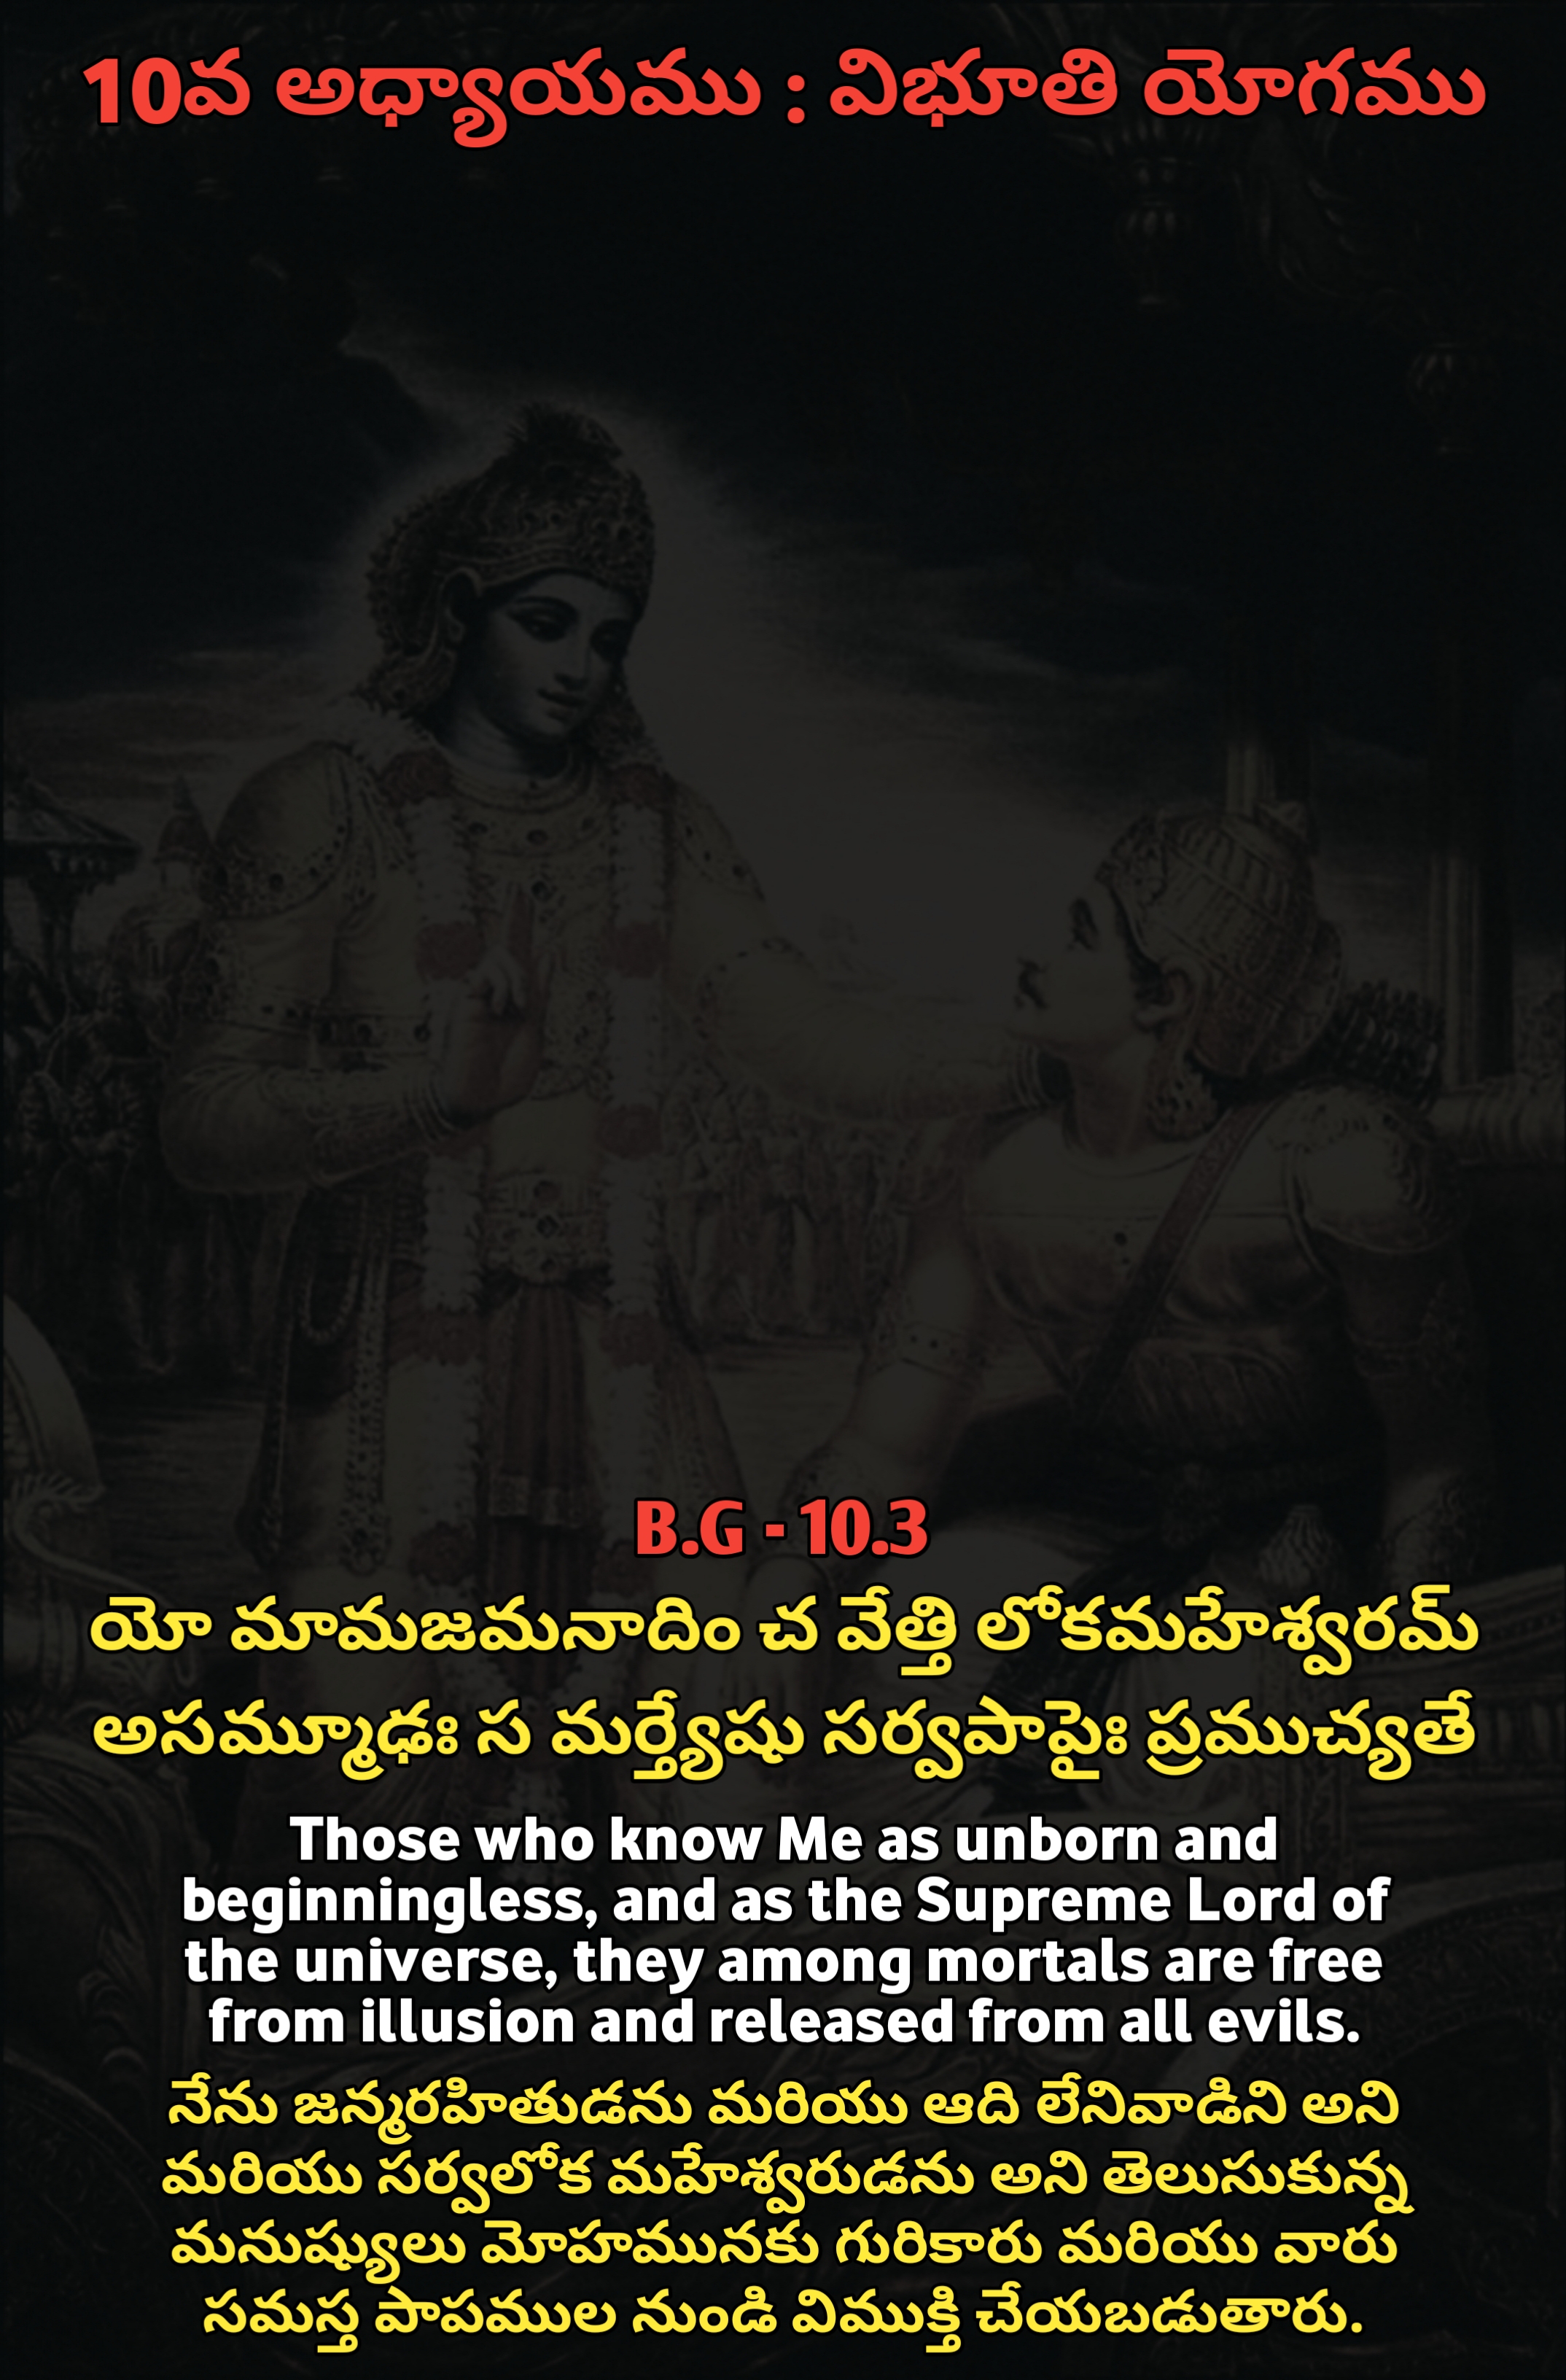 10వ అధ్యాయము : విభూతి యోగము
B.G - 10.3
యో మామజమనాదిం చ వేత్తి లోకమహేశ్వరమ్
అసమ్మూఢః స మర్త్యేషు సర్వపాపైః ప్రముచ్యతే
Those who know Me as unborn and
beginningless, and as the Supreme Lord of
the universe, they among mortals are free
from illusion and released from all evils.
నేను జన్మరహితుడను మరియు ఆది లేనివాడిని అని
మరియు సర్వలోక మహేశ్వరుడను అని తెలుసుకున్న
మనుష్యులు మోహమునకు గురికారు మరియు వారు
సమస్త పాపముల నుండి విముక్తి చేయబడుతారు.